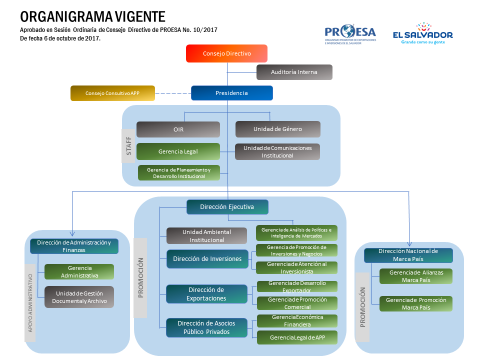 ORGANIGRAMA VIGENTE
Aprobado en Sesión Ordinaria de Consejo Directivo de PROESA No. 10/2017
De fecha 6 de octubre de 2017.
PROESA
EL SALVADOR
Grande como su gente
Consejo Directivo
Auditoría Interna
Consejo Consultivo APP
Presidencia
STAFF
OIR
Unidad de Género
Gerencia Legal
Unidad de Comunicaciones
Institucional
Gerencia de Planeamiento y
Desarrollo Institucional
Dirección Ejecutiva
APOYO ADMINISTRATIVO
Dirección de Administración y
Finanzas
Gerencia
Administrativa
Unidad de Gestión
Documental y Archivo
PROMOCIÓN
Unidad Ambiental
Institucional
Dirección de Inversiones
Dirección de
Exportaciones
Dirección de Asocios
Público Privados
Gerencia de Análisis de Políticas e
Inteligencia de Mercados
Gerencia de Promoción de
Inversiones y Negocio
Gerencia de Atención al
Inversionista
Gerencia de Desarrollo
Exportador
Gerencia de Promoción
Comercial
Gerencia Económica
Financiera
Gerencia Legal de APP
PROMOCIÓN
Dirección Nacional de
Marca País
Gerencia de Alianzas
Marca País
Gerencia de Promoción
Marca País